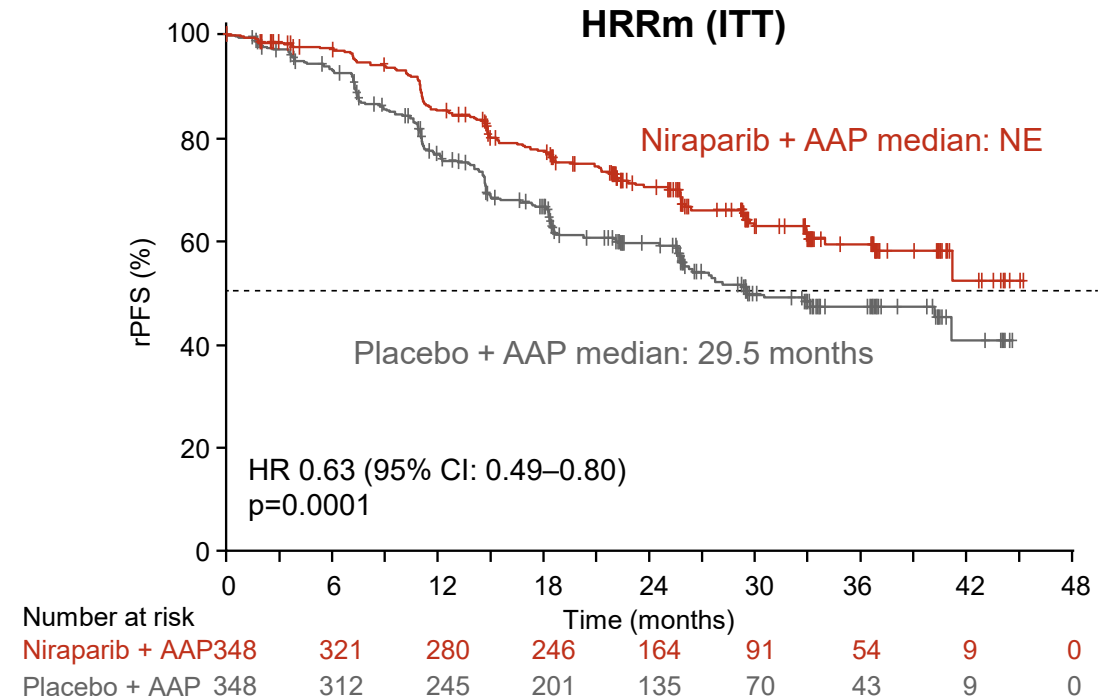 HRRm (ITT)
100
80
60
40
20
0
rPFS (%)
Niraparib + AAP median: NE
Placebo + AAP median: 29.5 months
HR 0.63 (95% CI: 0.49–0.80)
p=0.0001
0 6 12 18 24 30 36 42 48
Time (months)
Number at risk
Niraparib + AAP 348 321 280 246 164 91 54 9 0
Placebo + AAP 348 312 245 201 135 70 43 9 0